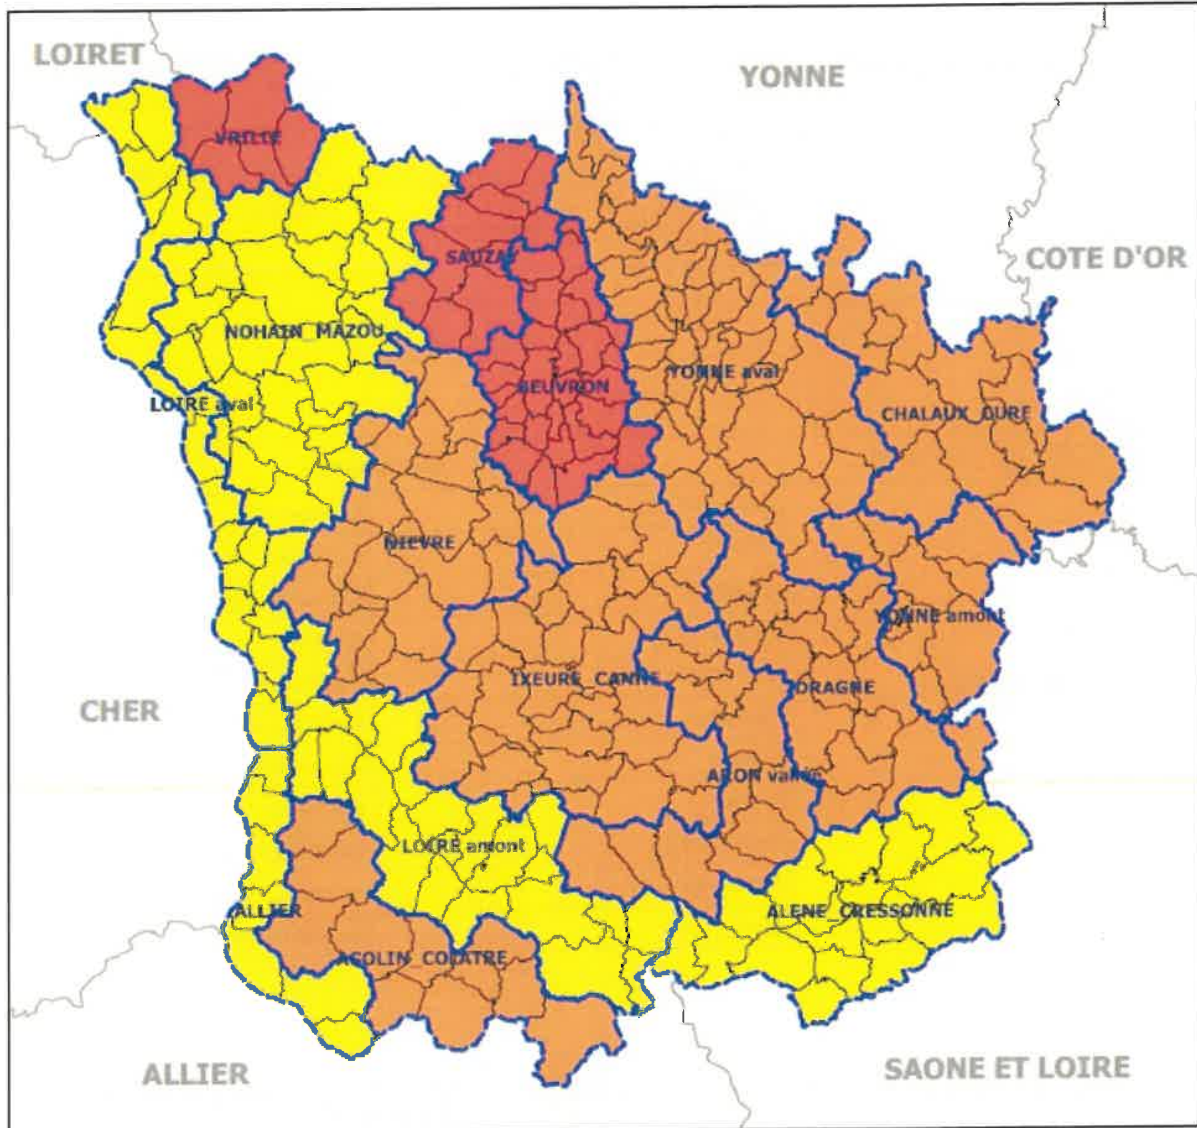 LOIRET
YONNE
VRILLE
SAUZAY
COTE D'OR
NOHAIN_MAZOU
BEUVRON
YONNE aval
LOIRE aval
CHALAUX_CURE
NIEVRE
YONNE amont
CHER
IXEURE_CANNE
DRAGNE
ARON vallée
LOIRE amont
ALLIER
ALENE_CRESSONNE
ACOLIN_COLATRE
ALLIER
SAONE ET LOIRE